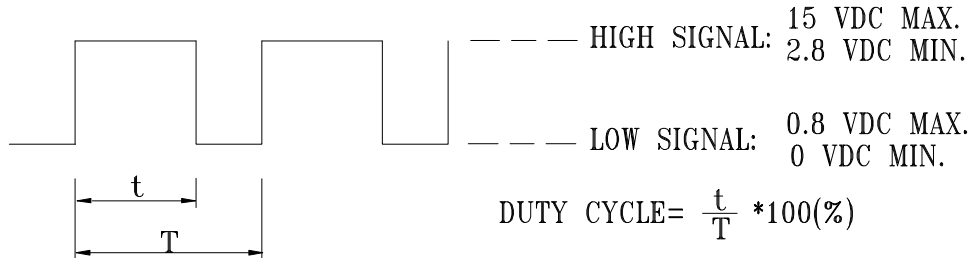 HIGH SIGNAL: 15 VDC MAX.
2.8 VDC MIN.
LOW SIGNAL: 0.8 VDC MAX.
0 VDC MIN.
t
T
DUTY CYCLE= t/T *100(%)